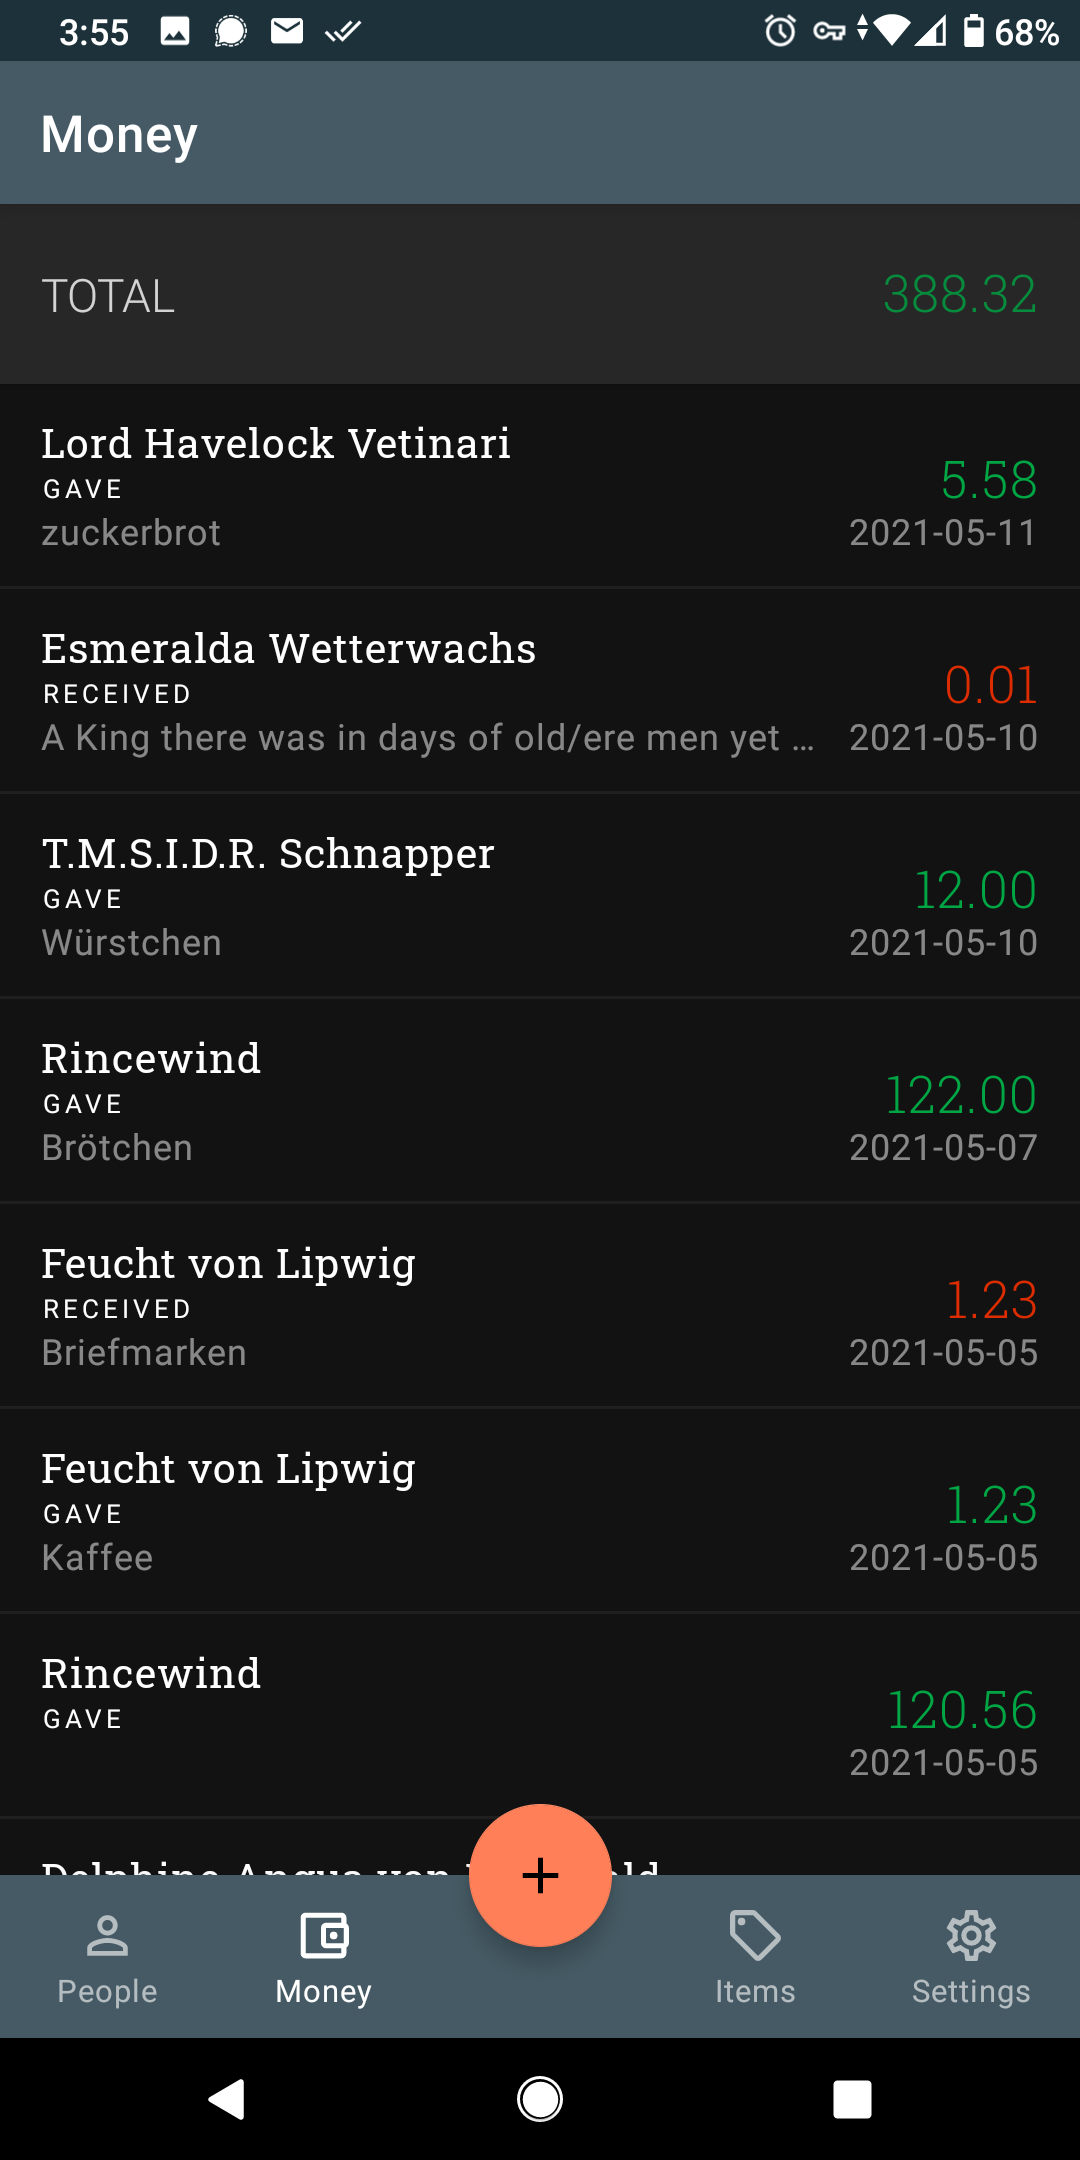 3:55 68%
Money
TOTAL 388.32
Lord Havelock Vetinari
GAVE 5.58
zuckerbrot 2021-05-11
Esmeralda Wetterwachs
RECEIVED 0.01
A King there was in days of old/ere men yet ... 2021-05-10
T.M.S.I.D.R. Schnapper
GAVE 12.00
Würstchen 2021-05-10
Rincewind
GAVE 122.00
Brötchen 2021-05-07
Feucht von Lipwig
RECEIVED 1.23
Briefmarken 2021-05-05
Feucht von Lipwig
GAVE 1.23
Kaffee 2021-05-05
Rincewind
GAVE 120.56
2021-05-05
Delphine Angua von
People Money Items Settings